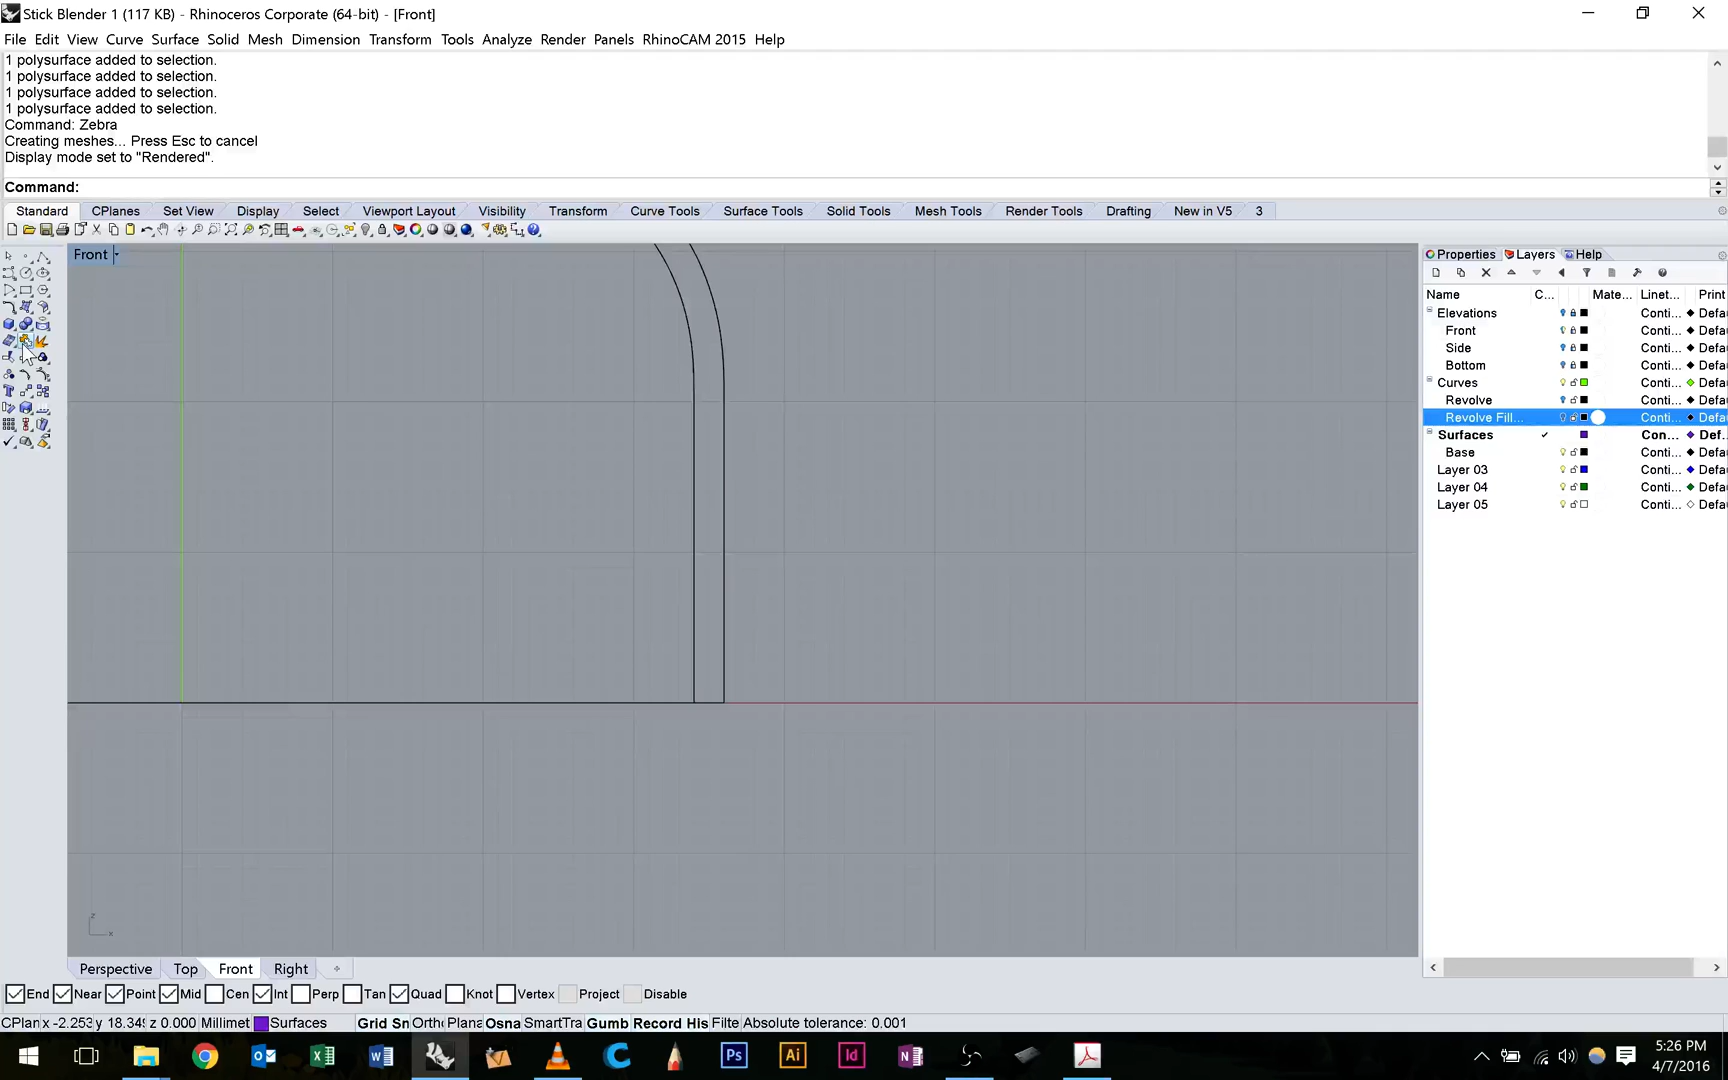 Stick Blender 1 (117 KB) - Rhinoceros Corporate (64-bit) - [Front]
File Edit View Curve Surface Solid Mesh Dimension Transform Tools Analyze Render Panels RhinoCAM 2015 Help
1 polysurface added to selection.
1 polysurface added to selection.
1 polysurface added to selection.
1 polysurface added to selection.
Command: Zebra
Creating meshes... Press Esc to cancel
Display mode set to "Rendered".
Command:
Standard CPlanes Set View Display Select Viewport Layout Visibility Transform Curve Tools Surface Tools Solid Tools Mesh Tools Render Tools Drafting New in V5 3
Front
Properties Layers Help
Name C... Mate... Linet... Print
Elevations Conti... Defa
Front Conti... Defa
Side Conti... Defa
Bottom Conti... Defa
Curves Conti... Defa
Revolve Conti... Defa
Revolve Fill... Conti... Defa
Surfaces Con... Def.
Base Conti... Defa
Layer 03 Conti... Defa
Layer 04 Conti... Defa
Layer 05 Conti... Defa
z
x
Perspective Top Front Right
End Near Point Mid Cen Int Perp Tan Quad Knot Vertex Project Disable
CPlan x -2.253 y 18.349 z 0.000 Millimet Surfaces Grid Sn Ortho Plana Osna SmartTra Gumb Record His Filte Absolute tolerance: 0.001
Ps Ai Id
5:26 PM
4/7/2016